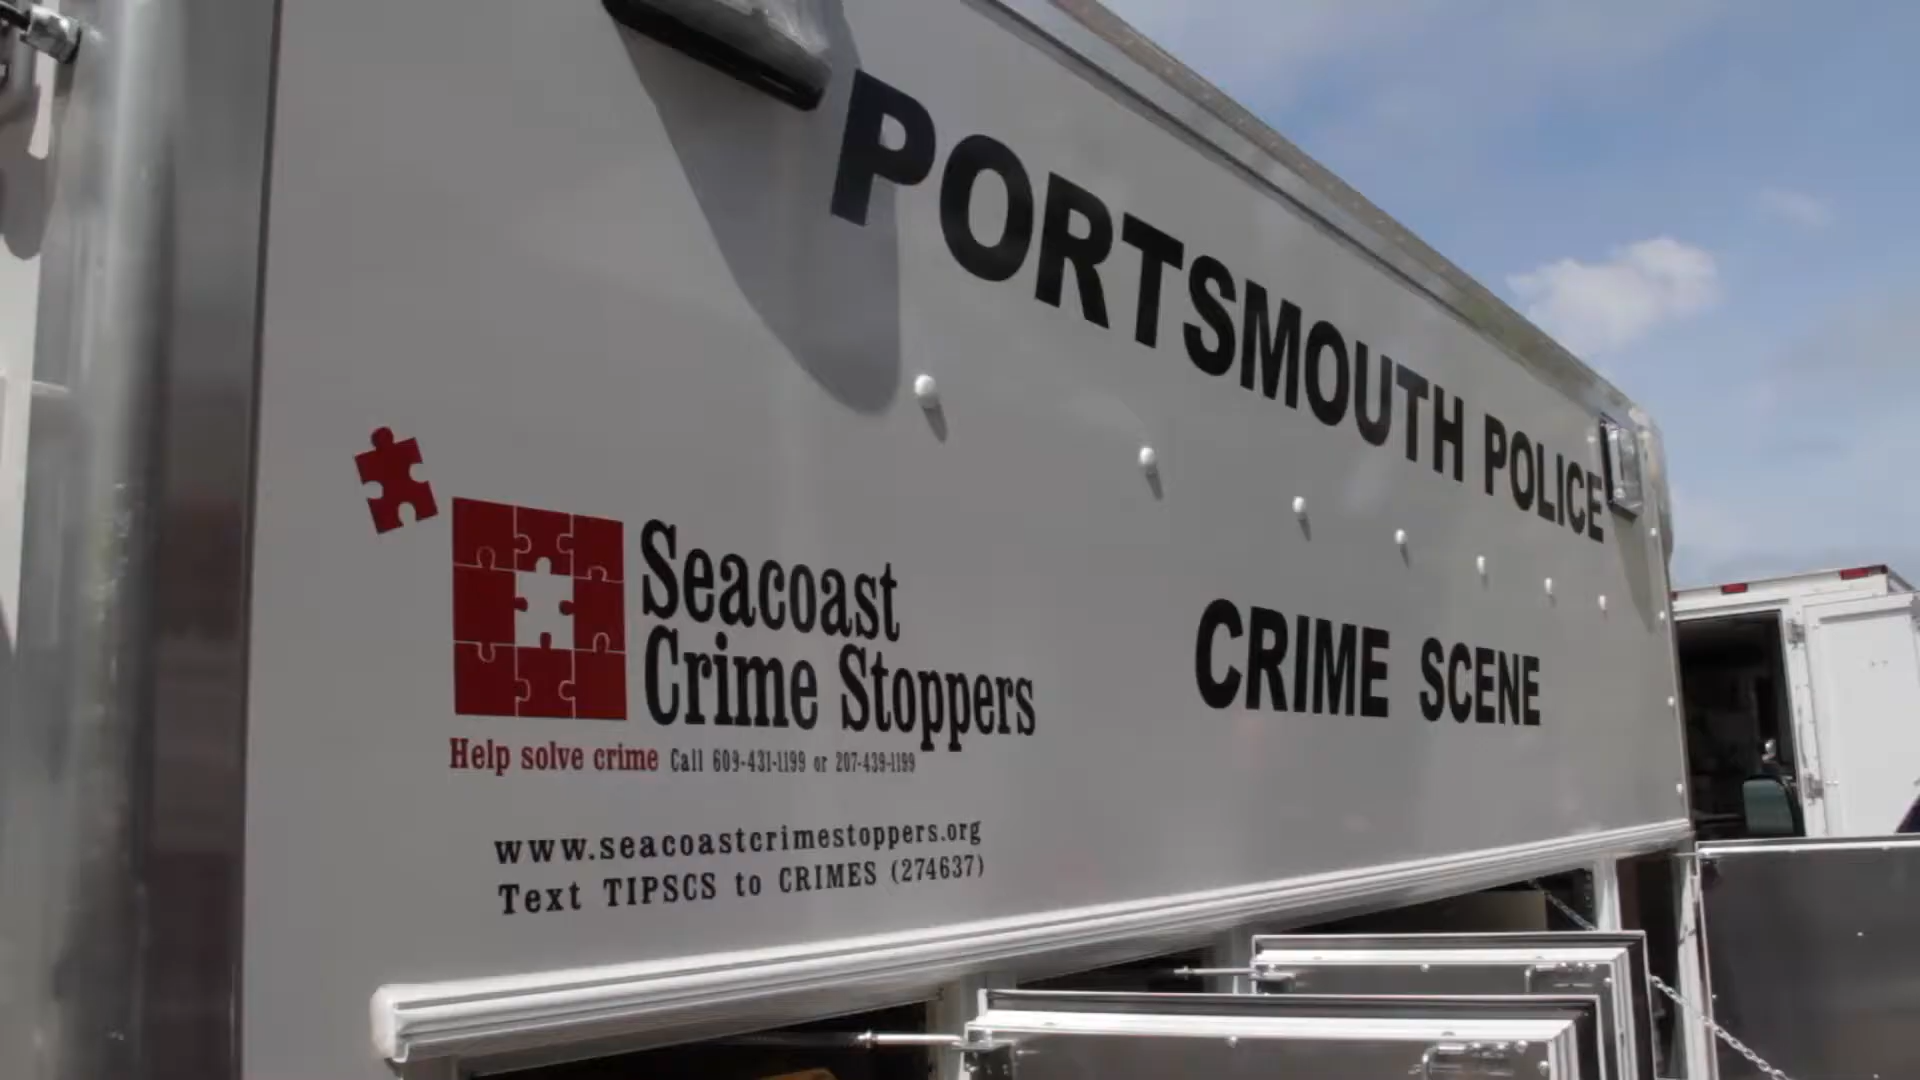 PORTSMOUTH POLICE
CRIME SCENE
Seacoast
Crime Stoppers
Help solve crime Call 603-431-1199 or 207-439-1199
www.seacoastcrimestoppers.org
Text TIPSCS to CRIMES (274637)